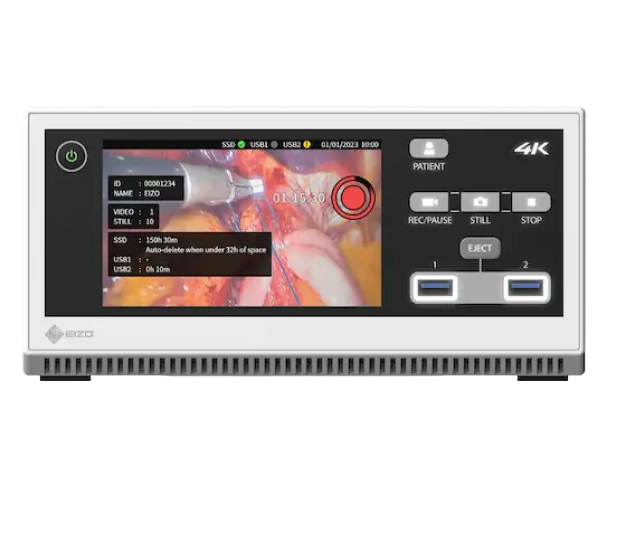 SSD USB1 USB2 ! 01/01/2023 10:00
ID : 00001234
NAME : EIZO
01:15:30
VIDEO : 1
STILL : 10
SSD : 150h 30m
Auto-delete when under 32h of space
USB1 : -
USB2 : 0h 10m
PATIENT
4K
REC/PAUSE STILL STOP
EJECT
1 2
EIZO